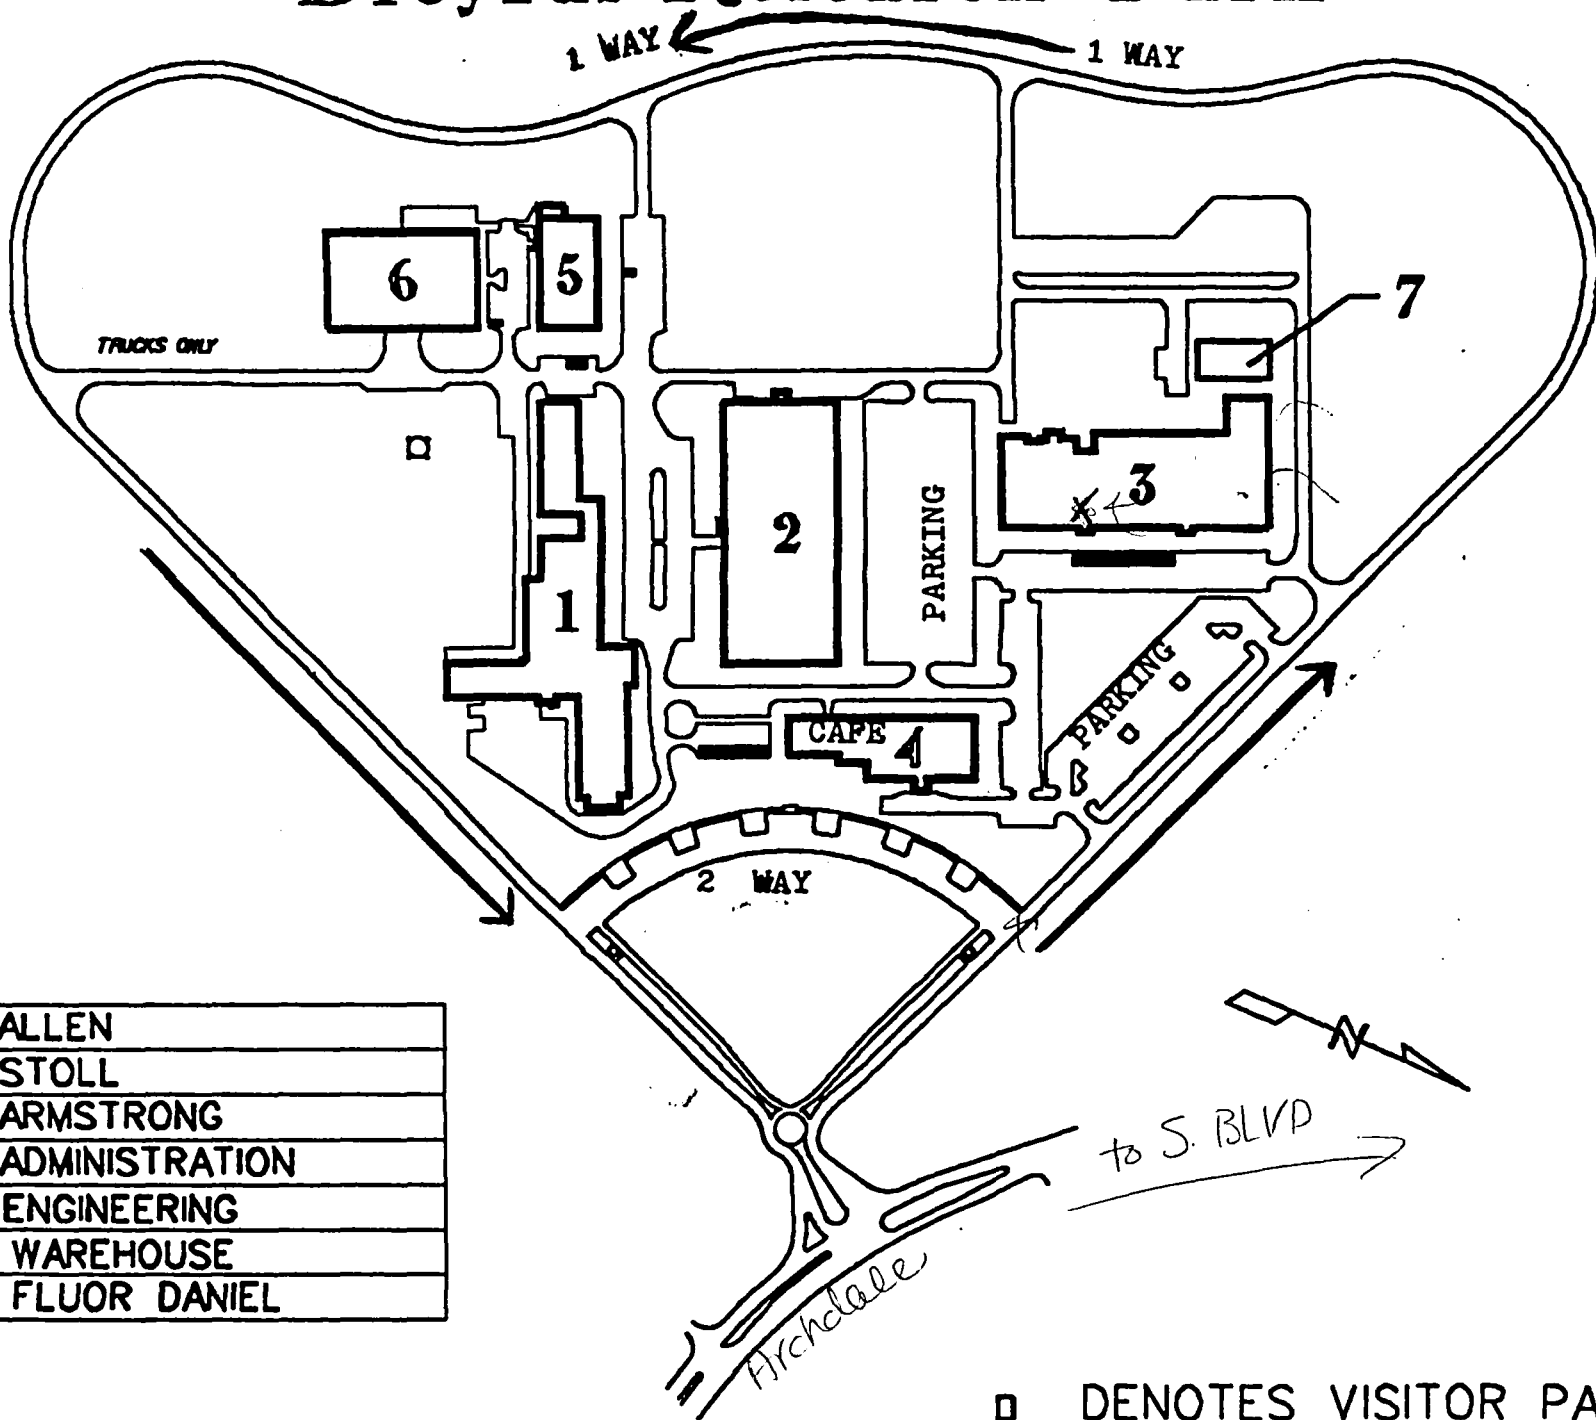 1 WAY
1 WAY
6
5
7
TRUCKS ONLY
3
2
PARKING
1
PARKING
CAFE
4
2 WAY
N
ALLEN
STOLL
ARMSTRONG
ADMINISTRATION
ENGINEERING
WAREHOUSE
FLUOR DANIEL
to S. BLVD
Archdale
DENOTES VISITOR PA